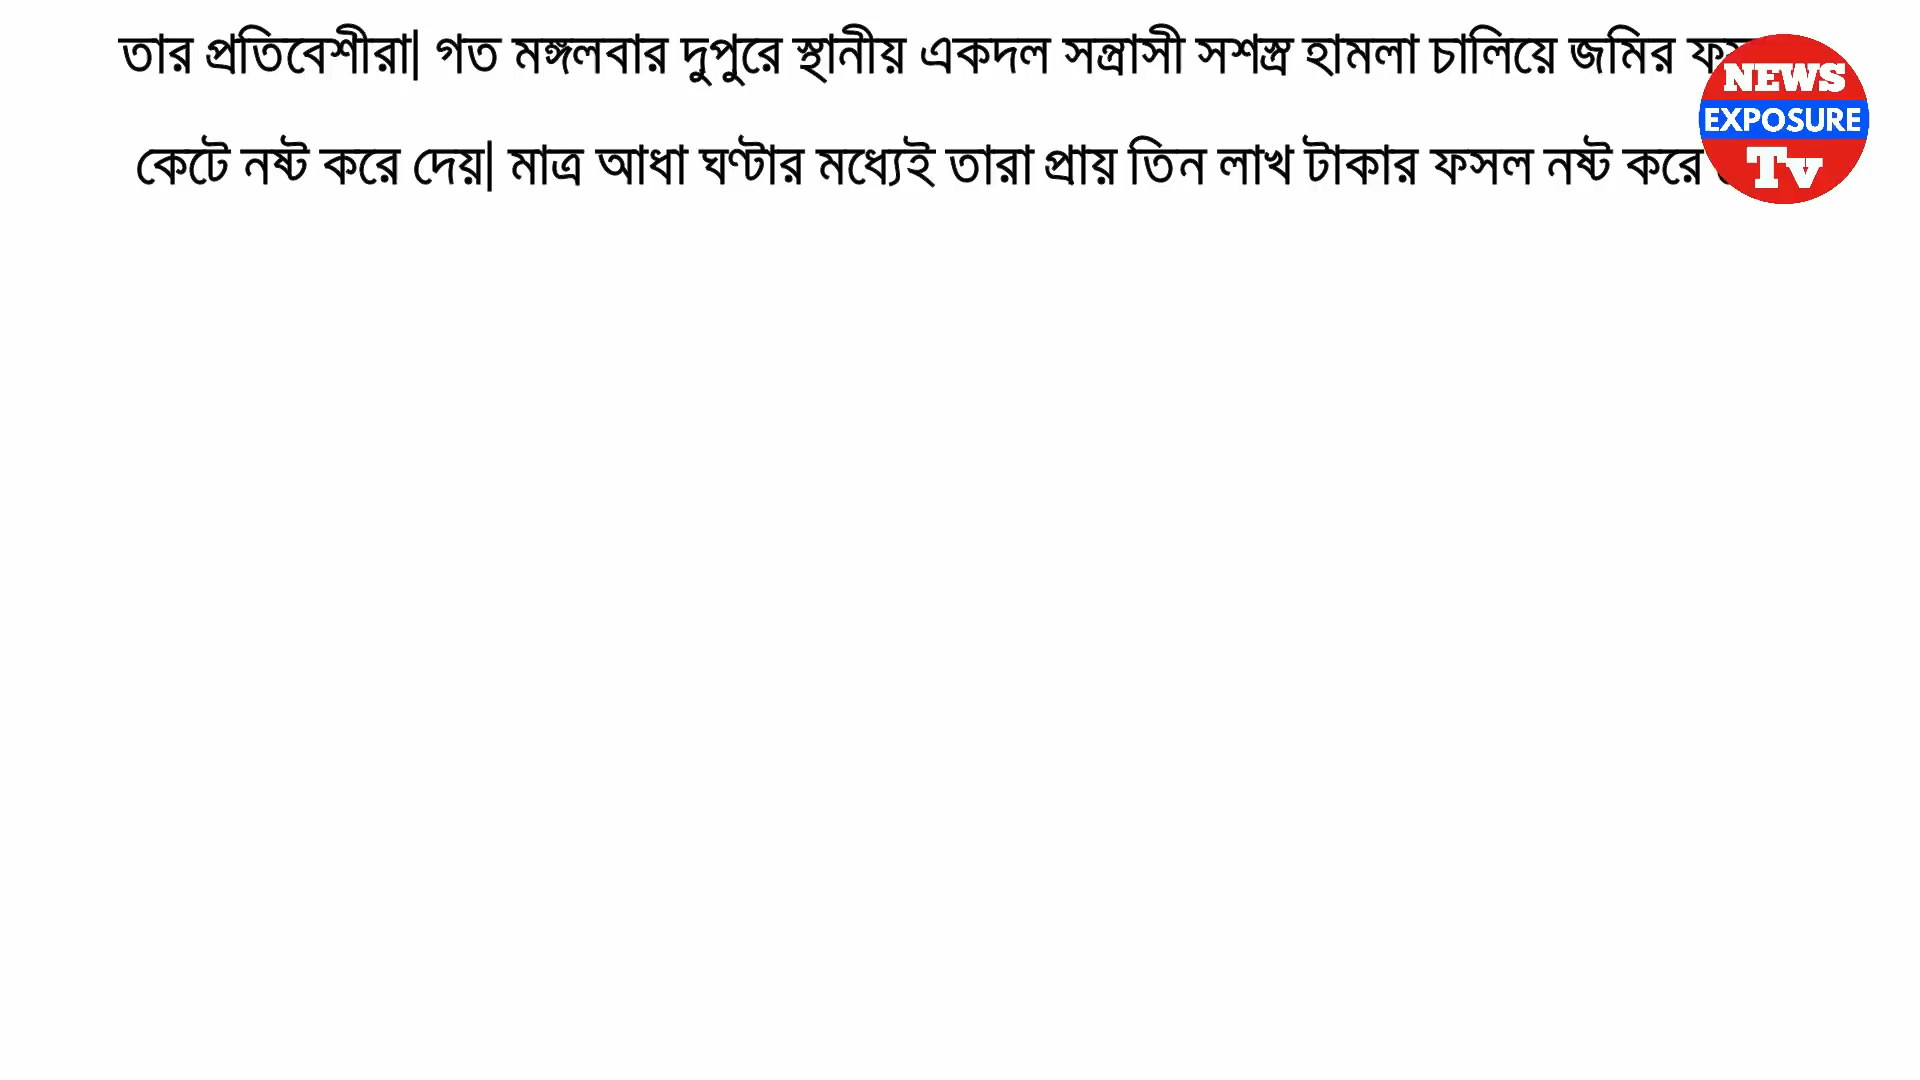 তার প্রতিবেশীরা| গত মঙ্গলবার দুপুরে স্থানীয় একদল সন্ত্রাসী সশস্ত্র হামলা চালিয়ে জমির
কেটে নষ্ট করে দেয়| মাত্র আধা ঘণ্টার মধ্যেই তারা প্রায় তিন লাখ টাকার ফসল নষ্ট করে
NEWS
EXPOSURE
Tv